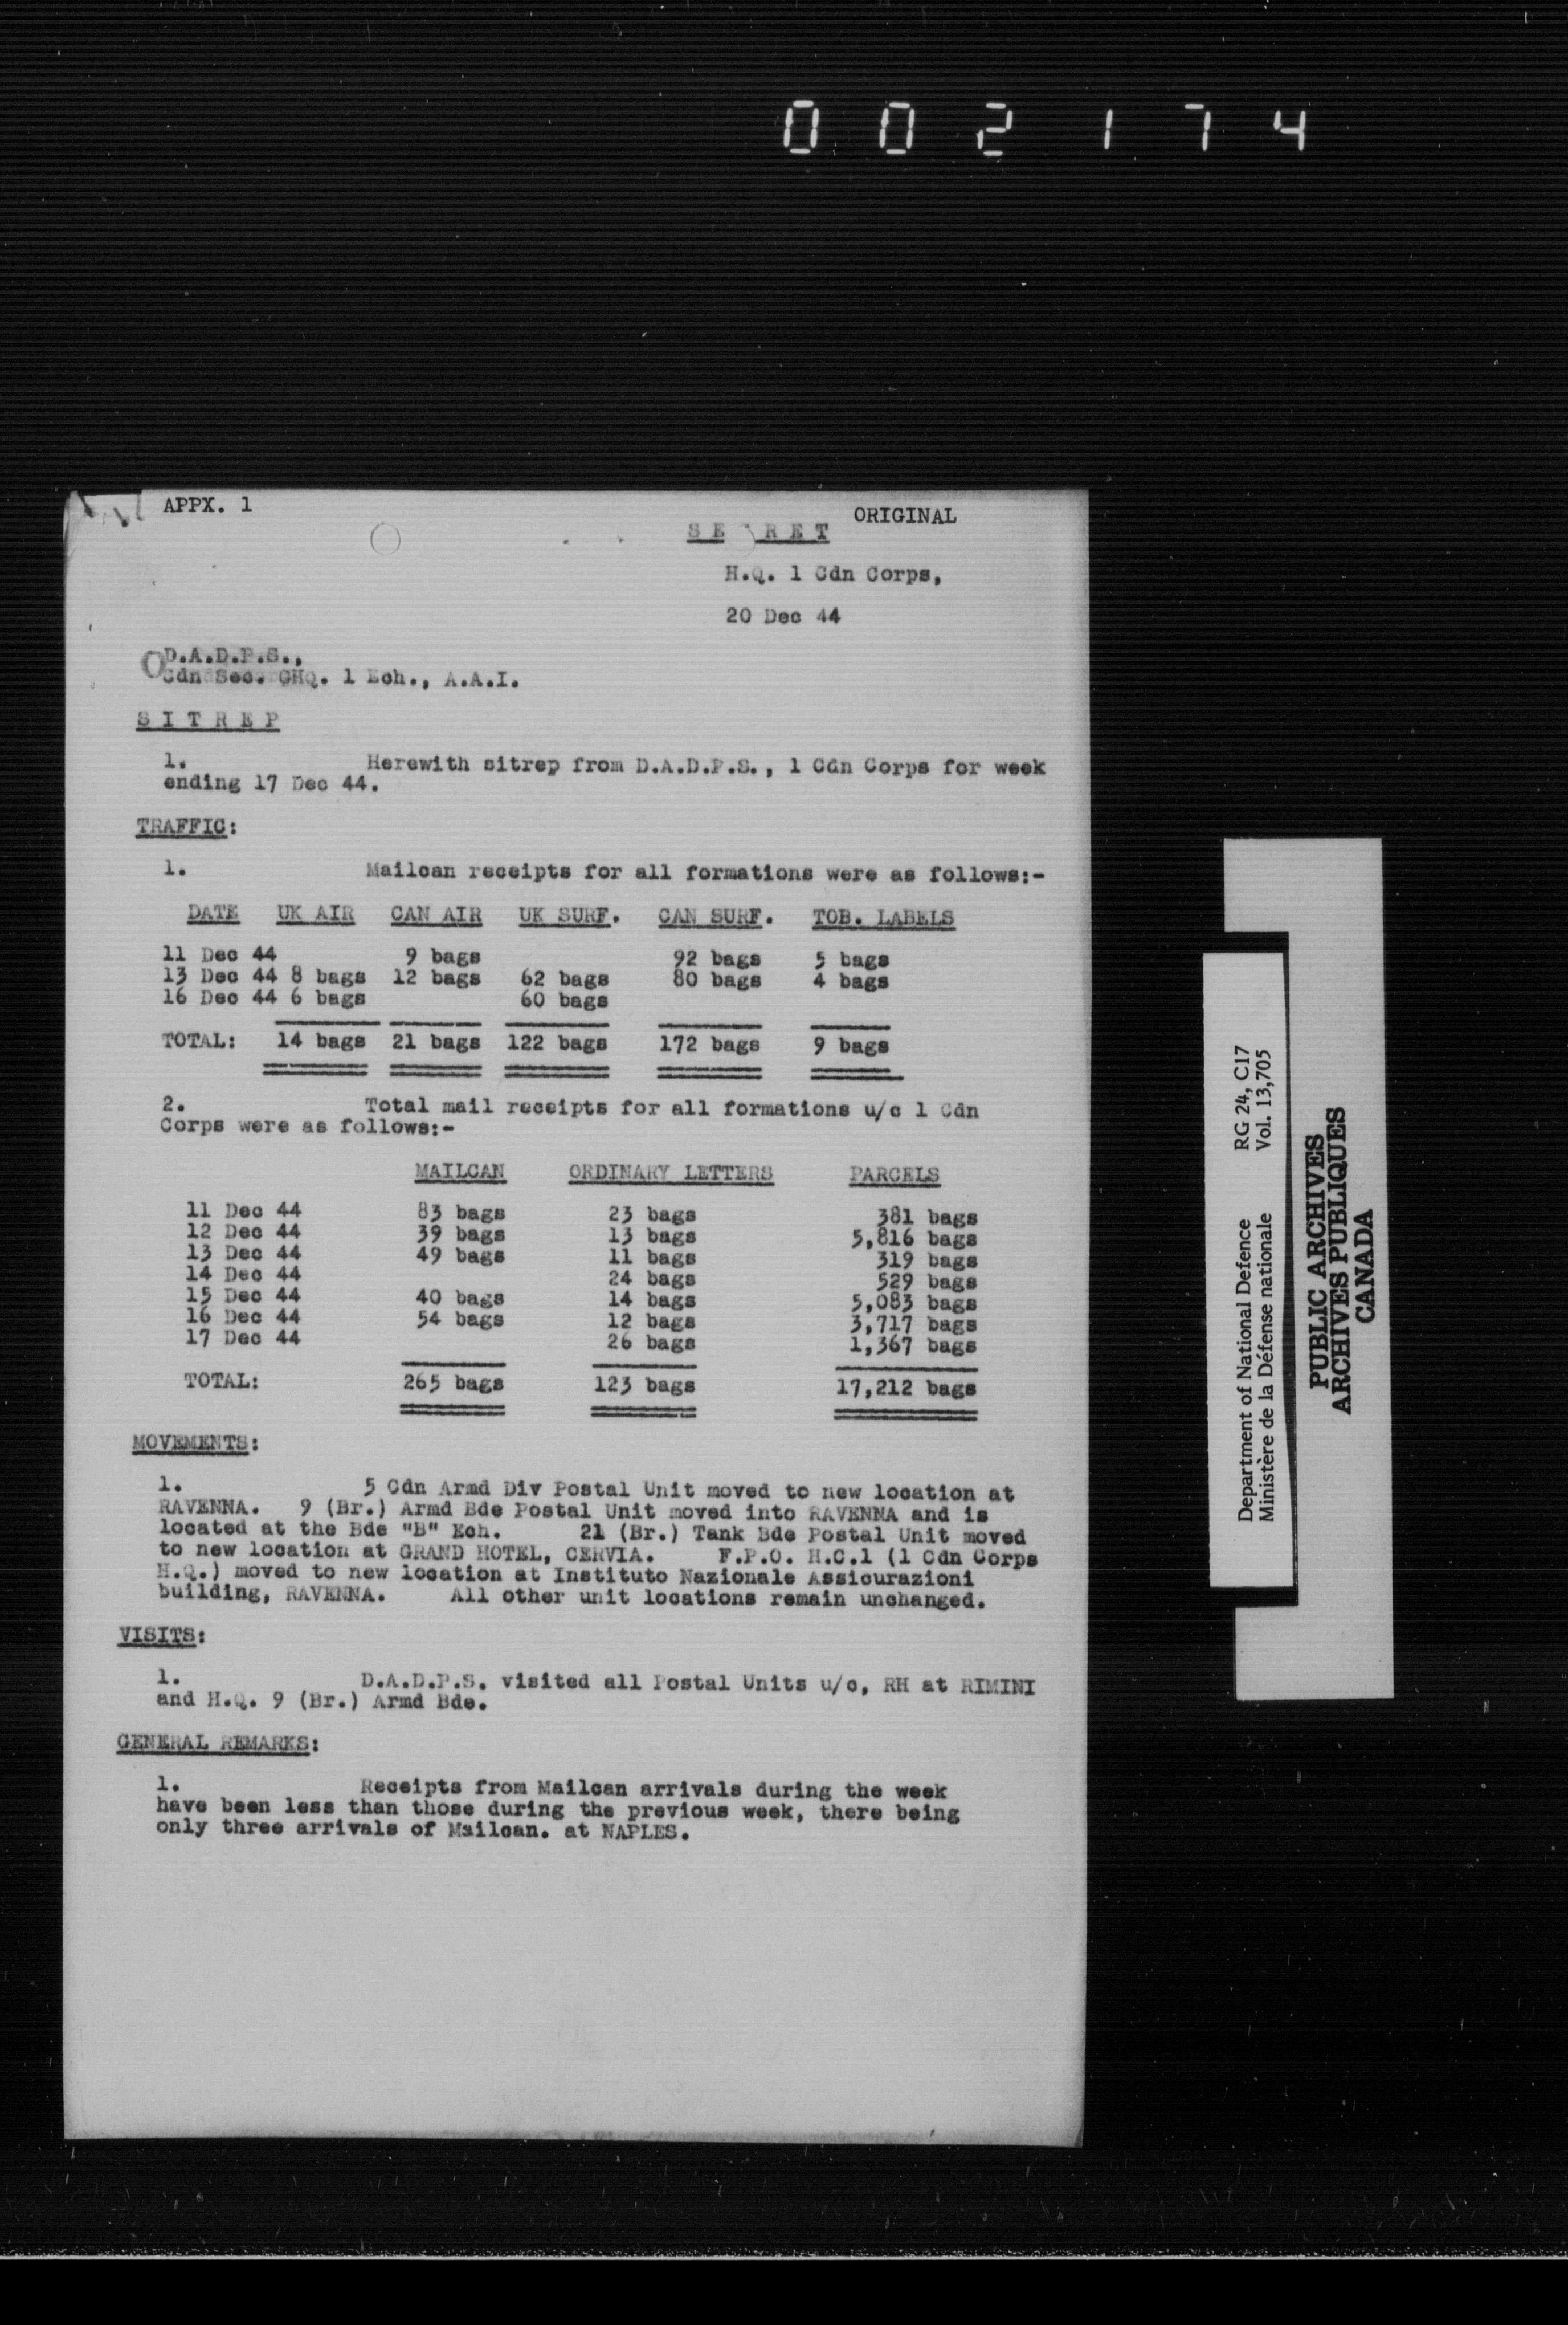 002174
APPX. 1
ORIGINAL
S E RET
H.Q. 1 Cdn Corps,
20 Dec 44
D.A.D.P.S.,
Cdn Sec. GHQ. 1 Ech., A.A.I.
S I T R E P
1. Herewith sitrep from D.A.D.P.S., 1 Cdn Corps for week
ending 17 Dec 44.
TRAFFIC:
1. Mailcan receipts for all formations were as follows:-
DATE UK AIR CAN AIR UK SURF. CAN SURF. TOB. LABELS
11 Dec 44 9 bags 92 bags 5 bags
13 Dec 44 8 bags 12 bags 62 bags 80 bags 4 bags
16 Dec 44 6 bags 60 bags
TOTAL: 14 bags 21 bags 122 bags 172 bags 9 bags
2. Total mail receipts for all formations u/c 1 Cdn
Corps were as follows:-
MAILCAN ORDINARY LETTERS PARCELS
11 Dec 44 83 bags 23 bags 381 bags
12 Dec 44 39 bags 13 bags 5,816 bags
13 Dec 44 49 bags 11 bags 319 bags
14 Dec 44 24 bags 529 bags
15 Dec 44 40 bags 14 bags 5,083 bags
16 Dec 44 54 bags 12 bags 3,717 bags
17 Dec 44 26 bags 1,367 bags
TOTAL: 265 bags 123 bags 17,212 bags
MOVEMENTS:
1. 5 Cdn Armd Div Postal Unit moved to new location at
RAVENNA. 9 (Br.) Armd Bde Postal Unit moved into RAVENNA and is
located at the Bde "B" Ech. 21 (Br.) Tank Bde Postal Unit moved
to new location at GRAND HOTEL, CERVIA. F.P.O. H.C.1 (1 Cdn Corps
H.Q.) moved to new location at Instituto Nazionale Assicurazioni
building, RAVENNA. All other unit locations remain unchanged.
VISITS:
1. D.A.D.P.S. visited all Postal Units u/c, RH at RIMINI
and H.Q. 9 (Br.) Armd Bde.
GENERAL REMARKS:
1. Receipts from Mailcan arrivals during the week
have been less than those during the previous week, there being
only three arrivals of Mailcan. at NAPLES.
Department of National Defence RG 24, C17
Ministère de la Défense nationale Vol. 13,705
PUBLIC ARCHIVES
ARCHIVES PUBLIQUES
CANADA